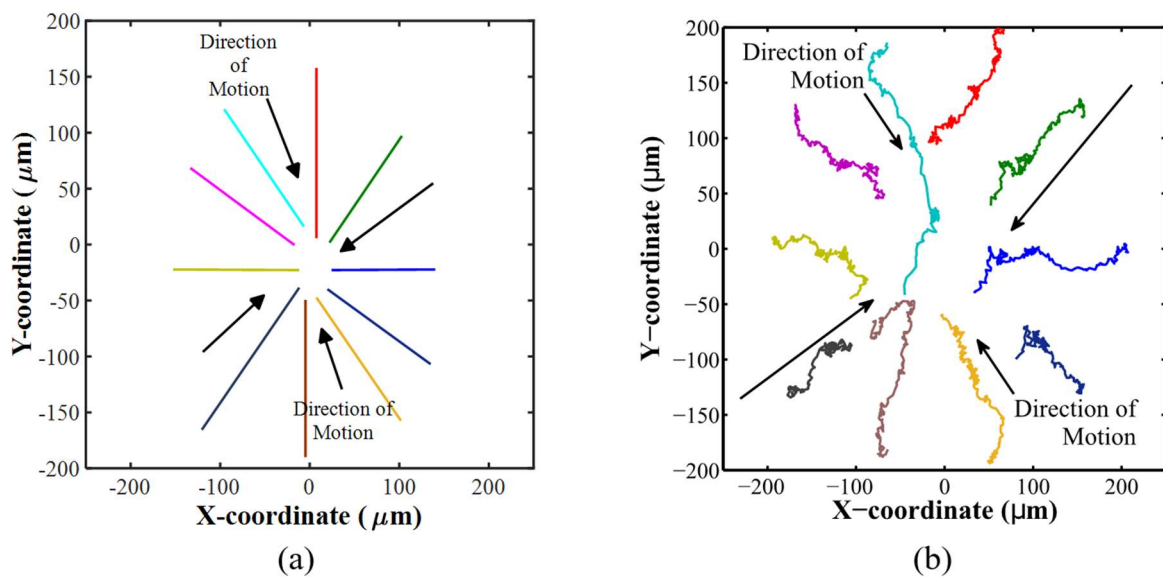 200
150
100
50
0
-50
-100
-150
-200
Y-coordinate ( μm)
Direction
of
Motion
Direction of
Motion
-200
-100
0
100
200
X-coordinate ( μm)
(a)
200
150
100
50
0
−50
−100
−150
−200
Y−coordinate (μm)
Direction of
Motion
Direction of
Motion
−200
−100
0
100
200
X−coordinate (μm)
(b)